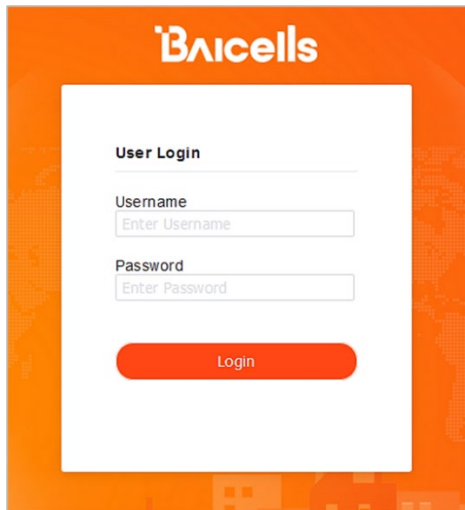 Baicells
User Login
Username
Enter Username
Password
Enter Password
Login